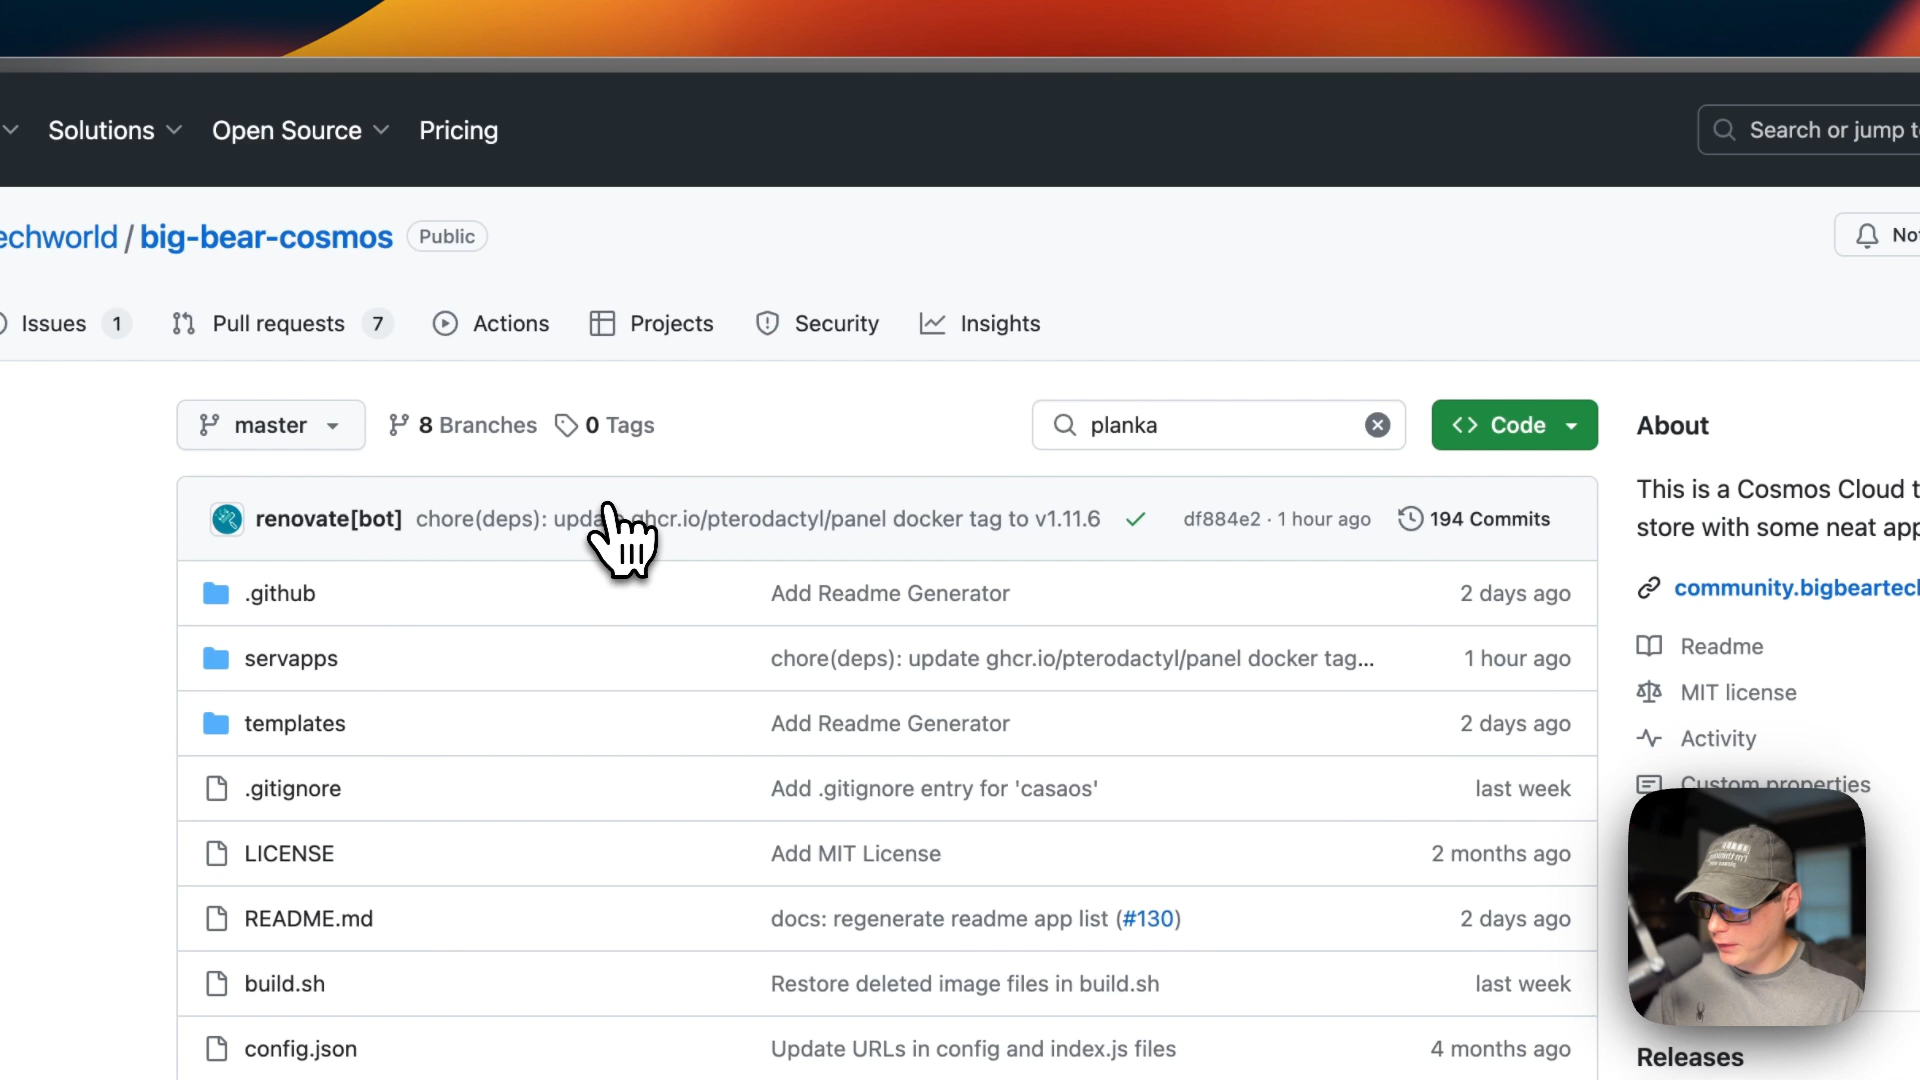 Solutions Open Source Pricing
Search or jump t
echworld / big-bear-cosmos Public
Not
Issues 1 Pull requests 7 Actions Projects Security Insights
master 8 Branches 0 Tags planka Code
About
renovate[bot] chore(deps): update ghcr.io/pterodactyl/panel docker tag to v1.11.6 df884e2 · 1 hour ago 194 Commits
This is a Cosmos Cloud t
store with some neat app
.github Add Readme Generator 2 days ago
community.bigbeartech
servapps chore(deps): update ghcr.io/pterodactyl/panel docker tag... 1 hour ago
Readme
templates Add Readme Generator 2 days ago
MIT license
Activity
.gitignore Add .gitignore entry for 'casaos' last week
Custom properties
LICENSE Add MIT License 2 months ago
README.md docs: regenerate readme app list (#130) 2 days ago
build.sh Restore deleted image files in build.sh last week
config.json Update URLs in config and index.js files 4 months ago
Releases